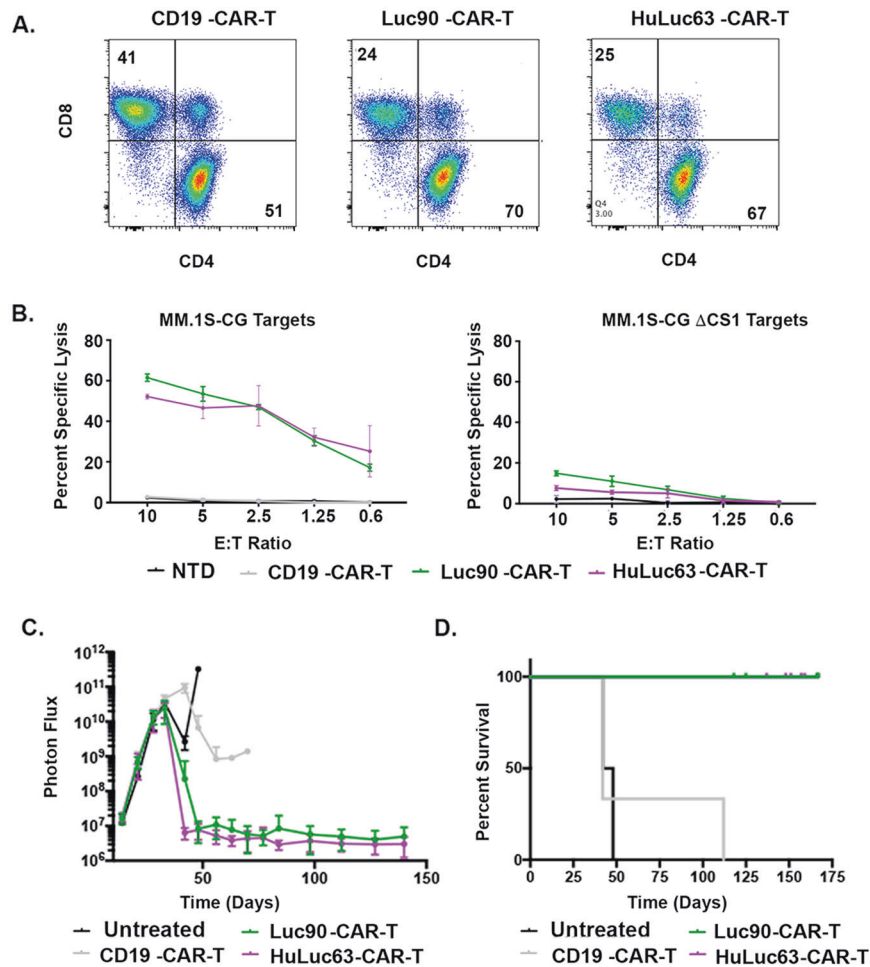 A.
CD19 -CAR-T Luc90 -CAR-T HuLuc63 -CAR-T
41 24 25
CD8
51 70 67
Q4
3.00
CD4 CD4 CD4
B.
MM.1S-CG Targets MM.1S-CG ΔCS1 Targets
Percent Specific Lysis Percent Specific Lysis
80 80
60 60
40 40
20 20
0 0
10 5 2.5 1.25 0.6 10 5 2.5 1.25 0.6
E:T Ratio E:T Ratio
NTD CD19 -CAR-T Luc90 -CAR-T HuLuc63 -CAR-T
C. D.
Photon Flux
10¹²
10¹¹
10¹⁰
10⁹
10⁸
10⁷
10⁶
50 100 150
Time (Days)
Percent Survival
100
50
0
0 25 50 75 100 125 150 175
Time (Days)
Untreated Luc90 -CAR-T
CD19 -CAR-T HuLuc63-CAR-T
Untreated Luc90-CAR-T
CD19 -CAR-T HuLuc63-CAR-T